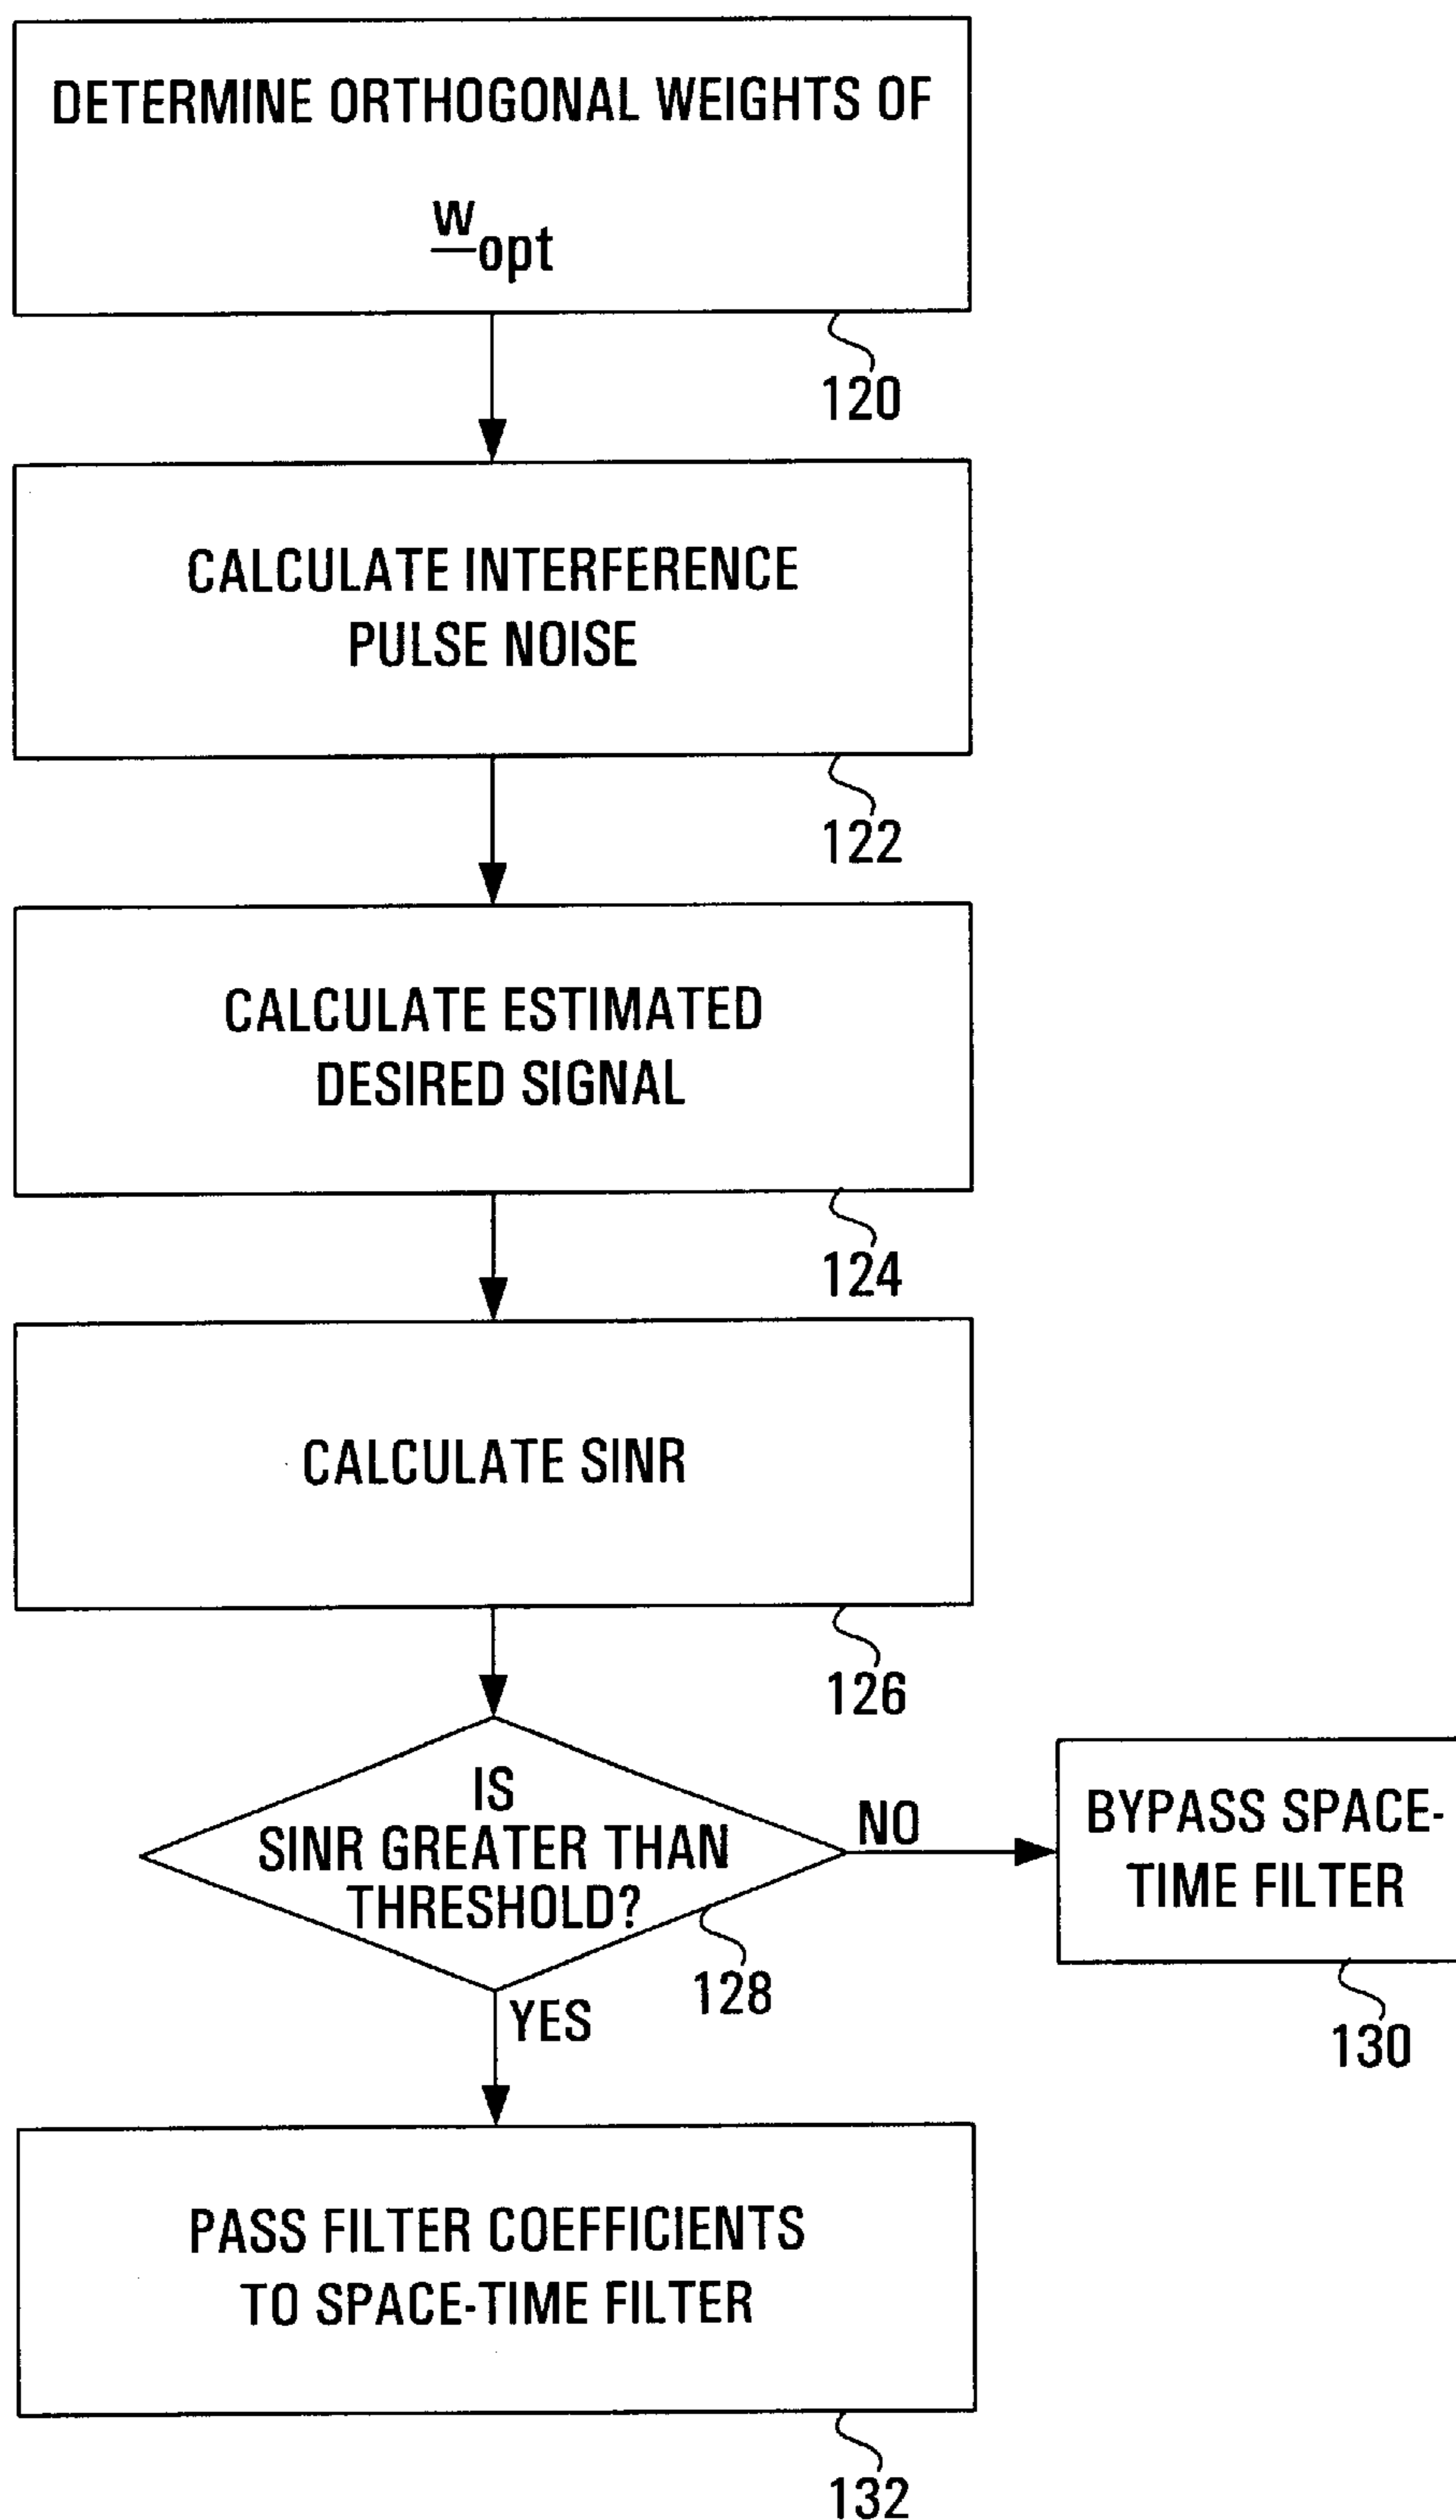 DETERMINE ORTHOGONAL WEIGHTS OF
w opt
120
CALCULATE INTERFERENCE
PULSE NOISE
122
CALCULATE ESTIMATED
DESIRED SIGNAL
124
CALCULATE SINR
126
IS
SINR GREATER THAN
THRESHOLD?
128
NO
BYPASS SPACE-
TIME FILTER
130
YES
PASS FILTER COEFFICIENTS
TO SPACE-TIME FILTER
132